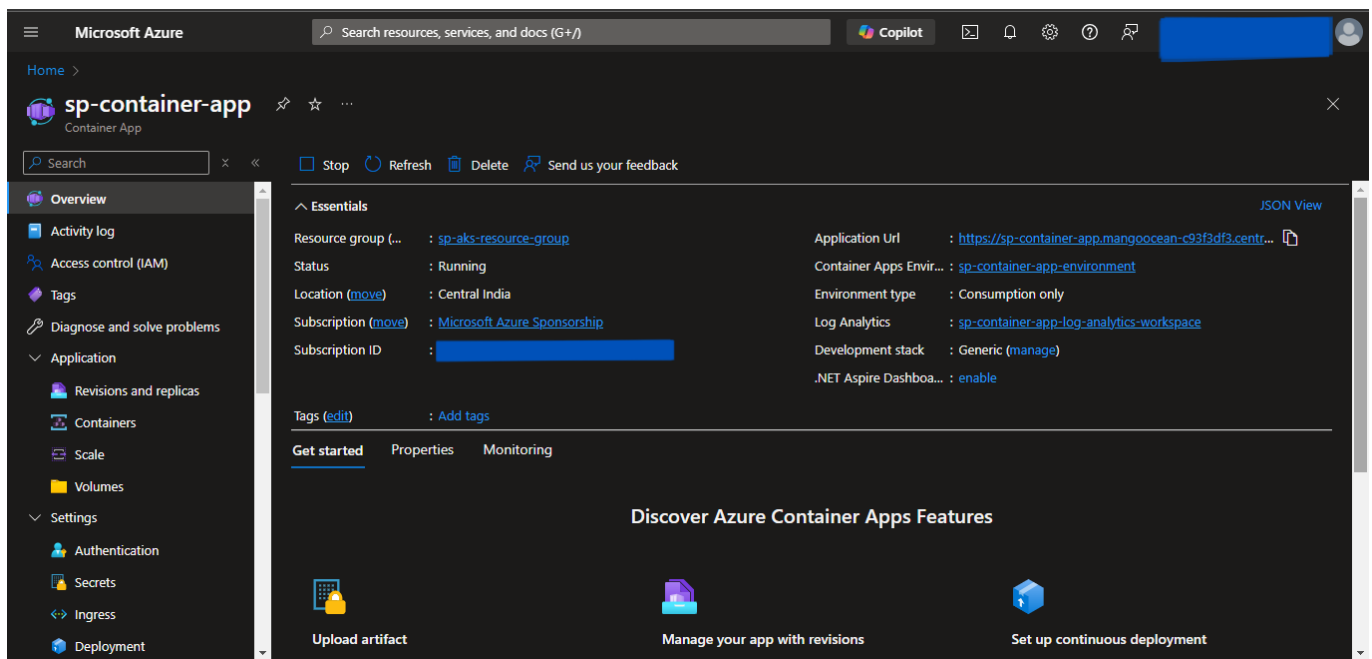 Microsoft Azure
Search resources, services, and docs (G+/)
Copilot
Home >
sp-container-app
Container App
Search
Stop
Refresh
Delete
Send us your feedback
Overview
Activity log
Access control (IAM)
Tags
Diagnose and solve problems
Application
Revisions and replicas
Containers
Scale
Volumes
Settings
Authentication
Secrets
Ingress
Deployment
Essentials
JSON View
Resource group (... : sp-aks-resource-group
Status : Running
Location (move) : Central India
Subscription (move) : Microsoft Azure Sponsorship
Subscription ID :
Tags (edit) : Add tags
Application Url : https://sp-container-app.mangoocean-c93f3df3.centr...
Container Apps Envir... : sp-container-app-environment
Environment type : Consumption only
Log Analytics : sp-container-app-log-analytics-workspace
Development stack : Generic (manage)
.NET Aspire Dashboa... : enable
Get started
Properties
Monitoring
Discover Azure Container Apps Features
Upload artifact
Manage your app with revisions
Set up continuous deployment